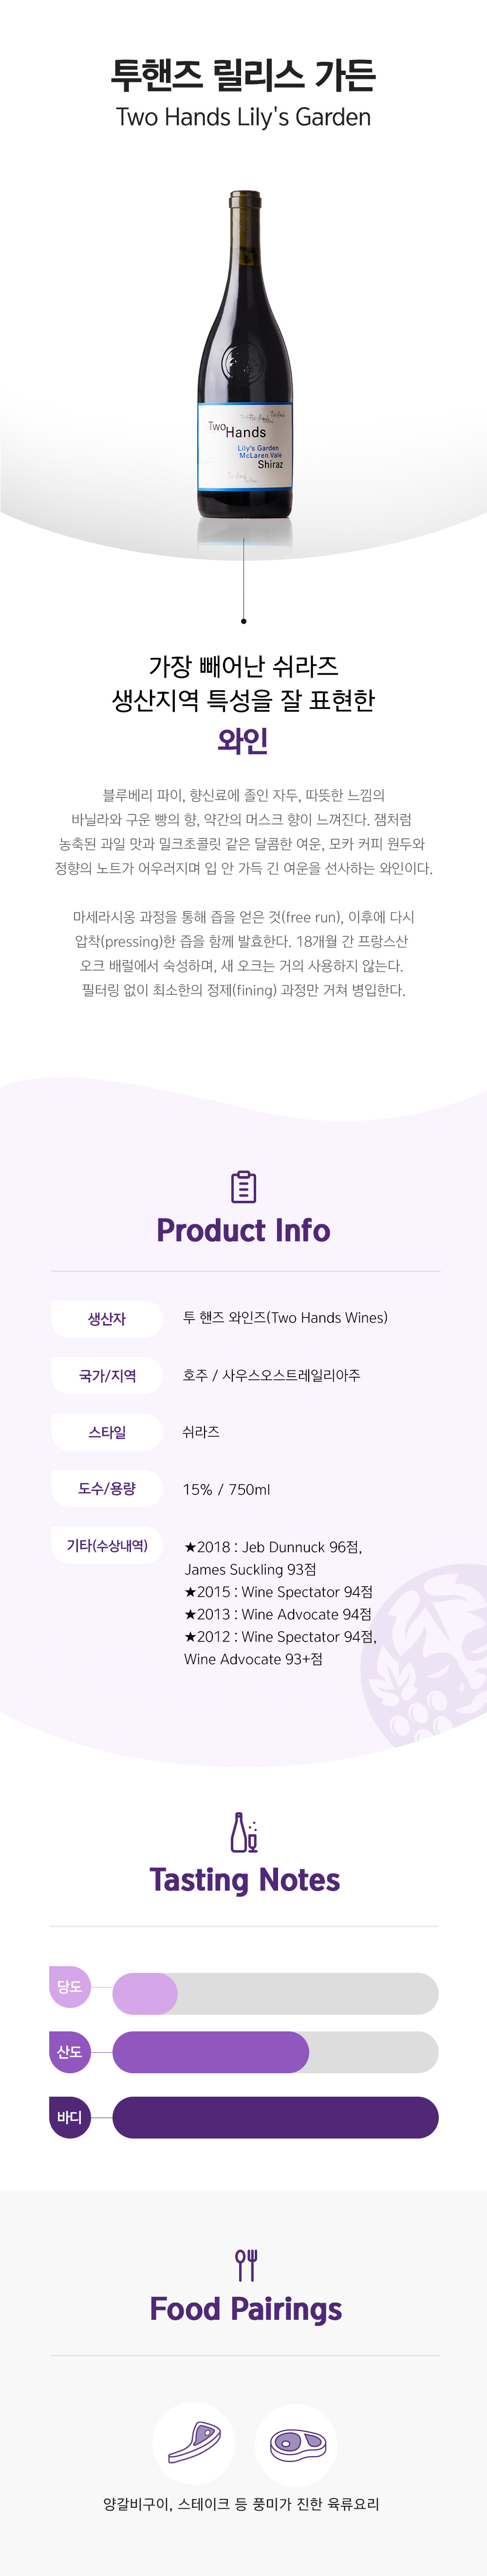 투핸즈 릴리스 가든
Two Hands Lily's Garden
Two Hands
Lily's Garden
McLaren Vale
Shiraz
가장 빼어난 쉬라즈
생산지역 특성을 잘 표현한
와인
블루베리 파이, 향신료에 졸인 자두, 따뜻한 느낌의
바닐라와 구운 빵의 향, 약간의 머스크 향이 느껴진다. 잼처럼
농축된 과일 맛과 밀크초콜릿 같은 달콤한 여운, 모카 커피 원두와
정향의 노트가 어우러지며 입 안 가득 긴 여운을 선사하는 와인이다.
마세라시옹 과정을 통해 즙을 얻은 것(free run), 이후에 다시
압착(pressing)한 즙을 함께 발효한다. 18개월 간 프랑스산
오크 배럴에서 숙성하며, 새 오크는 거의 사용하지 않는다.
필터링 없이 최소한의 정제(fining) 과정만 거쳐 병입한다.
Product Info
생산자 투 핸즈 와인즈(Two Hands Wines)
국가/지역 호주 / 사우스오스트레일리아주
스타일 쉬라즈
도수/용량 15% / 750ml
기타(수상내역) ★2018 : Jeb Dunnuck 96점,
James Suckling 93점
★2015 : Wine Spectator 94점
★2013 : Wine Advocate 94점
★2012 : Wine Spectator 94점,
Wine Advocate 93+점
Tasting Notes
당도
산도
바디
Food Pairings
양갈비구이, 스테이크 등 풍미가 진한 육류요리